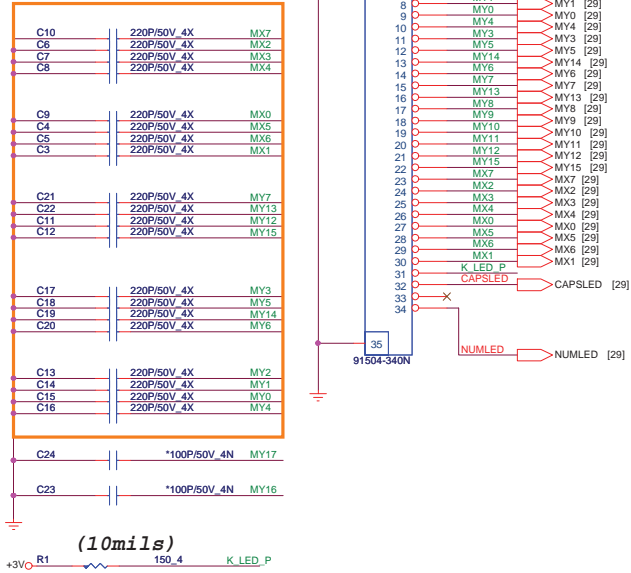 C10 220P/50V_4X MX7
C6 220P/50V_4X MX2
C7 220P/50V_4X MX3
C8 220P/50V_4X MX4
C9 220P/50V_4X MX0
C4 220P/50V_4X MX5
C5 220P/50V_4X MX6
C3 220P/50V_4X MX1
C21 220P/50V_4X MY7
C22 220P/50V_4X MY13
C11 220P/50V_4X MY12
C12 220P/50V_4X MY15
C17 220P/50V_4X MY3
C18 220P/50V_4X MY5
C19 220P/50V_4X MY14
C20 220P/50V_4X MY6
C13 220P/50V_4X MY2
C14 220P/50V_4X MY1
C15 220P/50V_4X MY0
C16 220P/50V_4X MY4
C24 *100P/50V_4N MY17
C23 *100P/50V_4N MY16
(10mils)
+3V R1 150_4 K_LED_P
8 MY1 [29]
9 MY0 MY0 [29]
10 MY4 MY4 [29]
11 MY3 MY3 [29]
12 MY5 MY5 [29]
13 MY14 MY14 [29]
14 MY6 MY6 [29]
15 MY7 MY7 [29]
16 MY13 MY13 [29]
17 MY8 MY8 [29]
18 MY9 MY9 [29]
19 MY10 MY10 [29]
20 MY11 MY11 [29]
21 MY12 MY12 [29]
22 MY15 MY15 [29]
23 MX7 MX7 [29]
24 MX2 MX2 [29]
25 MX3 MX3 [29]
26 MX4 MX4 [29]
27 MX0 MX0 [29]
28 MX5 MX5 [29]
29 MX6 MX6 [29]
30 MX1 MX1 [29]
31 K_LED_P
32 CAPSLED CAPSLED [29]
33
34
NUMLED NUMLED [29]
35
91504-340N